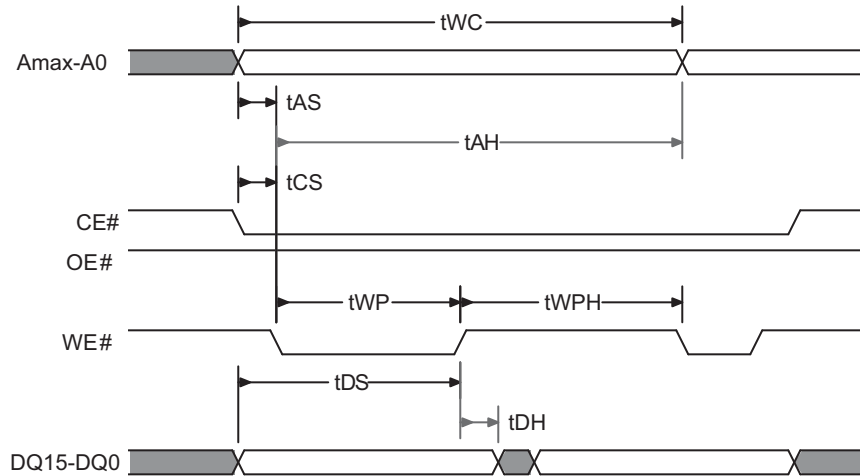 tWC
Amax-A0
tAS
tAH
tCS
CE#
OE#
tWP
tWPH
WE#
tDS
tDH
DQ15-DQ0